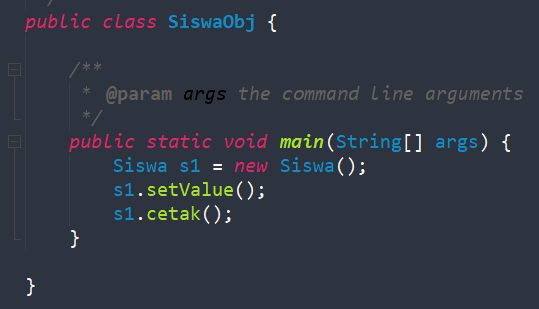 */
public class SiswaObj {
/**
* @param args the command line arguments
*/
public static void main(String[] args) {
Siswa s1 = new Siswa();
s1.setValue();
s1.cetak();
}
}